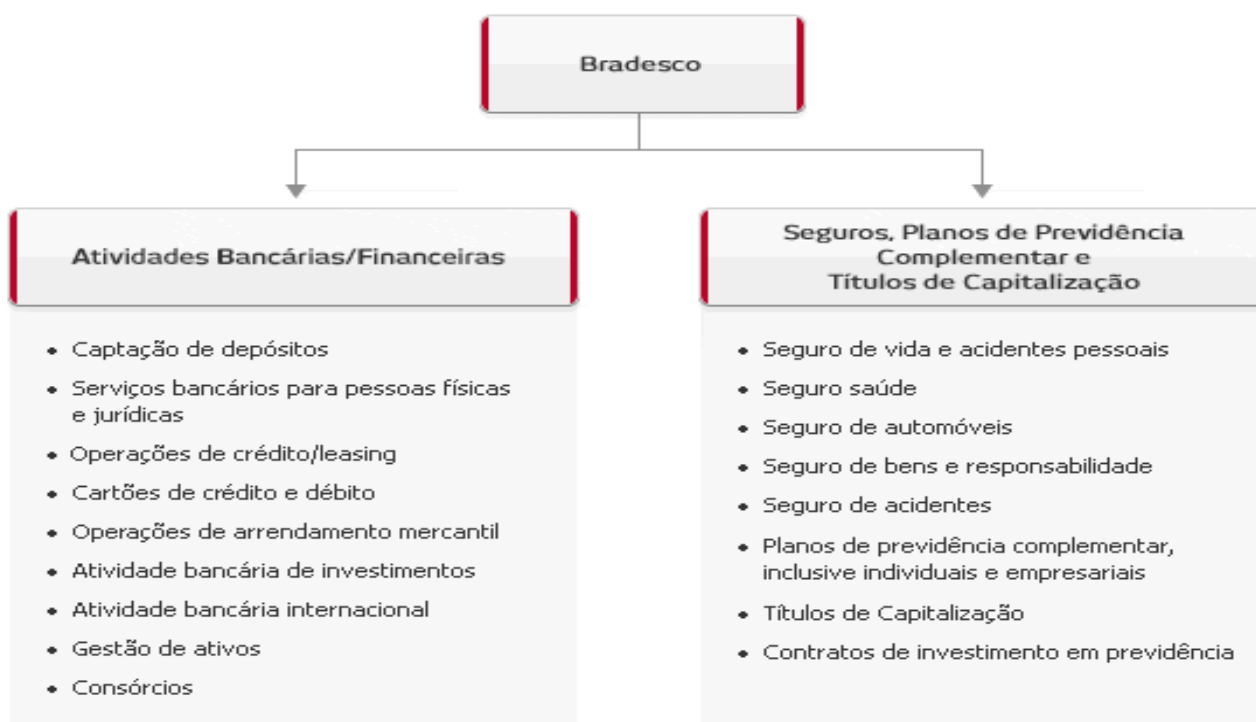 Bradesco
Atividades Bancárias/Financeiras
• Captação de depósitos
• Serviços bancários para pessoas físicas
e jurídicas
• Operações de crédito/leasing
• Cartões de crédito e débito
• Operações de arrendamento mercantil
• Atividade bancária de investimentos
• Atividade bancária internacional
• Gestão de ativos
• Consórcios
Seguros, Planos de Previdência
Complementar e
Títulos de Capitalização
• Seguro de vida e acidentes pessoais
• Seguro saúde
• Seguro de automóveis
• Seguro de bens e responsabilidade
• Seguro de acidentes
• Planos de previdência complementar,
inclusive individuais e empresariais
• Títulos de Capitalização
• Contratos de investimento em previdência